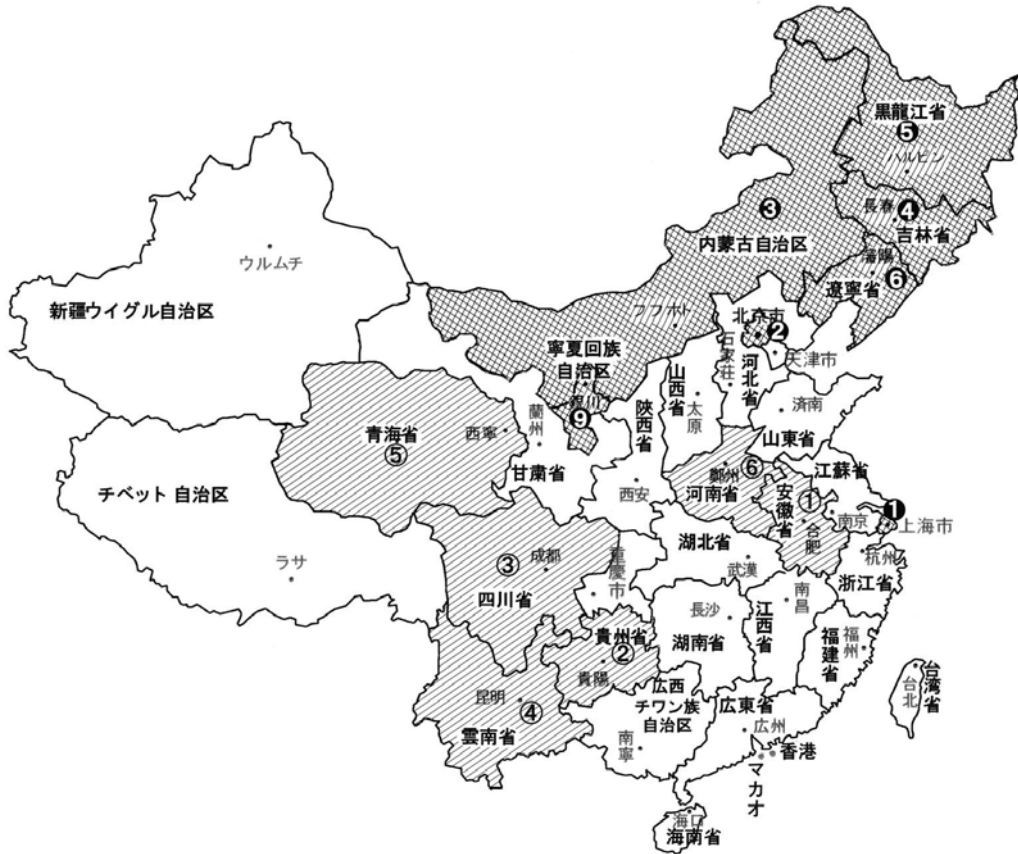 黒龍江省
❺
ハルビン
長春
❹
吉林省
❸
内蒙古自治区
瀋陽
❻
遼寧省
ウルムチ
新疆ウイグル自治区
フフホト
北京市
❷
天津市
石家荘
河北省
寧夏回族
自治区
銀川
❾
山西省
太原
陝西省
済南
山東省
青海省
⑤
西寧
蘭州
甘粛省
チベット 自治区
ラサ
西安
鄭州
⑥
河南省
江蘇省
安徽省
①
合肥
南京
❶
上海市
杭州
浙江省
湖北省
武漢
③
成都
四川省
重慶市
長沙
湖南省
南昌
江西省
福建省
福州
貴州省
②
貴陽
昆明
④
雲南省
広西
チワン族
自治区
南寧
広東省
広州
香港
マカオ
台湾省
台北
海口
海南省